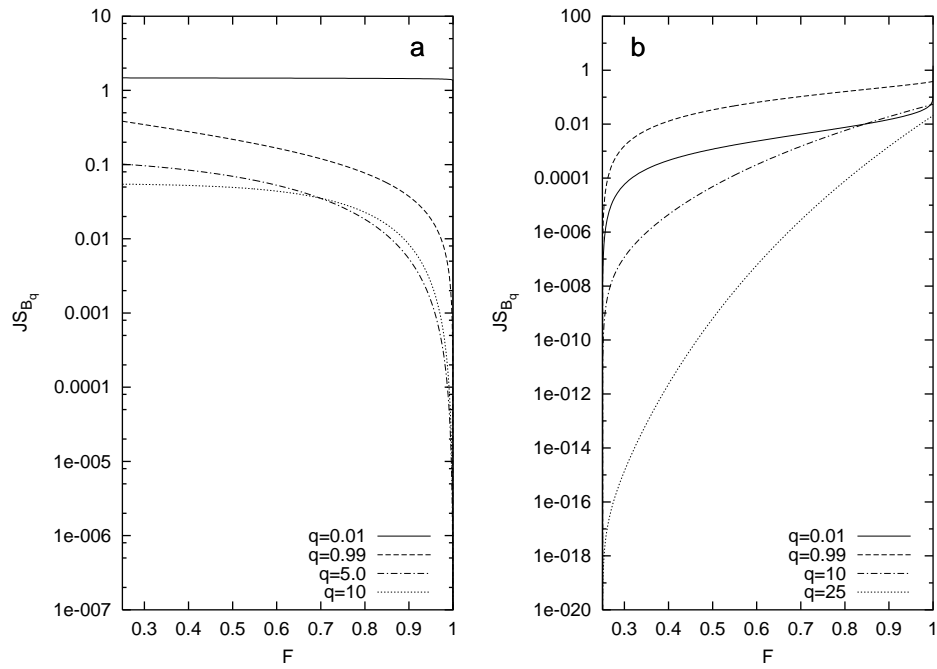 a
10
1
0.1
0.01
0.001
0.0001
1e-005
1e-006
1e-007
JS_{B_q}
q=0.01
q=0.99
q=5.0
q=10
0.3 0.4 0.5 0.6 0.7 0.8 0.9 1
F
b
100
1
0.01
0.0001
1e-006
1e-008
1e-010
1e-012
1e-014
1e-016
1e-018
1e-020
JS_{B_q}
q=0.01
q=0.99
q=10
q=25
0.3 0.4 0.5 0.6 0.7 0.8 0.9 1
F